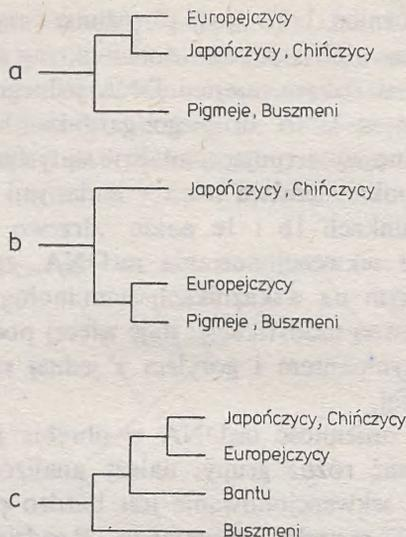 Europejczycy
a
Japończycy, Chińczycy
Pigmeje, Buszmeni
Japończycy, Chińczycy
b
Europejczycy
Pigmeje, Buszmeni
Japończycy, Chińczycy
Europejczycy
c
Bantu
Buszmeni